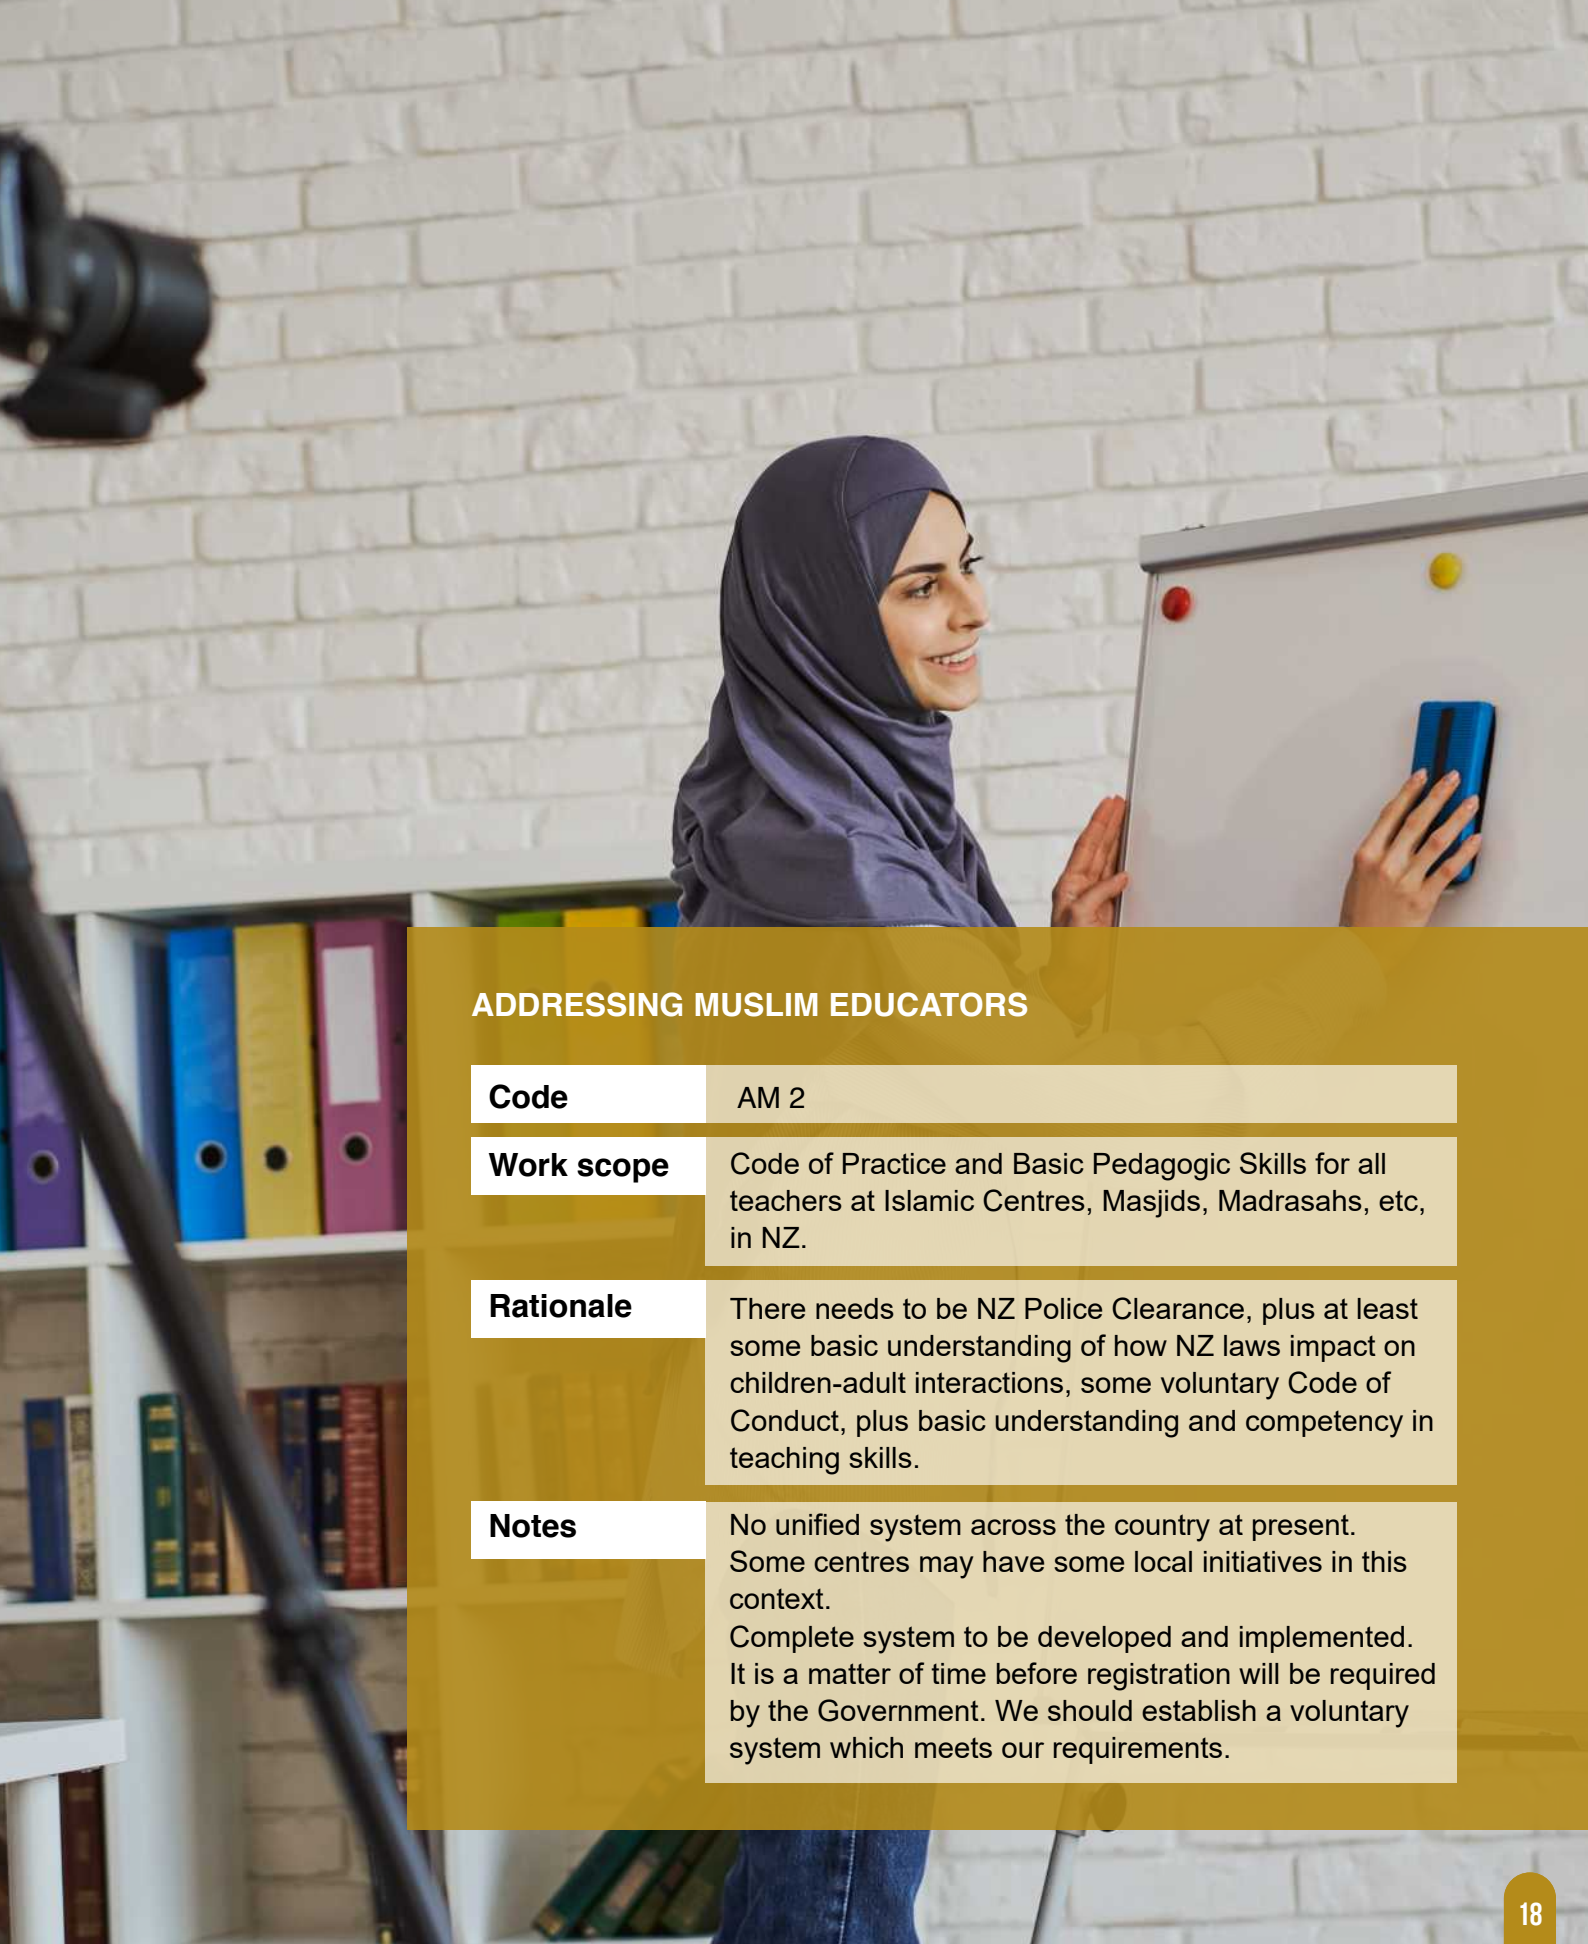 ADDRESSING MUSLIM EDUCATORS
Code
AM 2
Work scope
Code of Practice and Basic Pedagogic Skills for all
teachers at Islamic Centres, Masjids, Madrasahs, etc,
in NZ.
Rationale
There needs to be NZ Police Clearance, plus at least
some basic understanding of how NZ laws impact on
children-adult interactions, some voluntary Code of
Conduct, plus basic understanding and competency in
teaching skills.
Notes
No unified system across the country at present.
Some centres may have some local initiatives in this
context.
Complete system to be developed and implemented.
It is a matter of time before registration will be required
by the Government. We should establish a voluntary
system which meets our requirements.
18